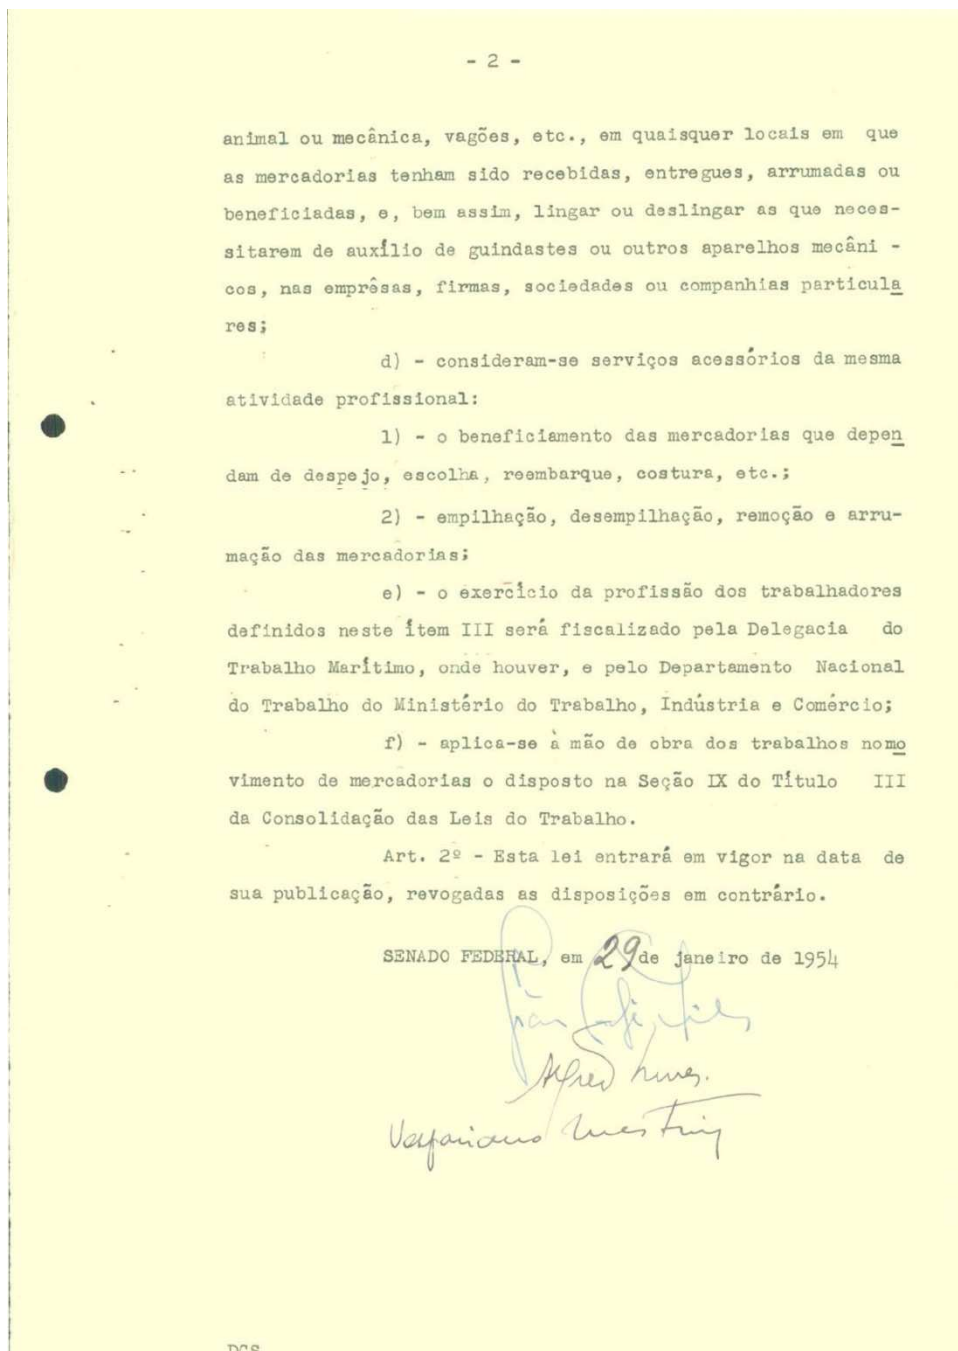 - 2 -
animal ou mecânica, vagões, etc., em quaisquer locais em que
as mercadorias tenham sido recebidas, entregues, arrumadas ou
beneficiadas, e, bem assim, lingar ou deslingar as que neces-
sitarem de auxílio de guindastes ou outros aparelhos mecâni -
cos, nas emprêsas, firmas, sociedades ou companhias particula
res;
d) - consideram-se serviços acessórios da mesma
atividade profissional:
1) - o beneficiamento das mercadorias que depen
dam de despejo, escolha, reembarque, costura, etc.;
2) - empilhação, desempilhação, remoção e arru-
mação das mercadorias;
e) - o exercício da profissão dos trabalhadores
definidos neste ítem III será fiscalizado pela Delegacia do
Trabalho Marítimo, onde houver, e pelo Departamento Nacional
do Trabalho do Ministério do Trabalho, Indústria e Comércio;
f) - aplica-se à mão de obra dos trabalhos nomo
vimento de mercadorias o disposto na Seção IX do Título III
da Consolidação das Leis do Trabalho.
Art. 2º - Esta lei entrará em vigor na data de
sua publicação, revogadas as disposições em contrário.
SENADO FEDERAL, em 29 de janeiro de 1954
João Café Filho
Alfredo Neves.
DCS